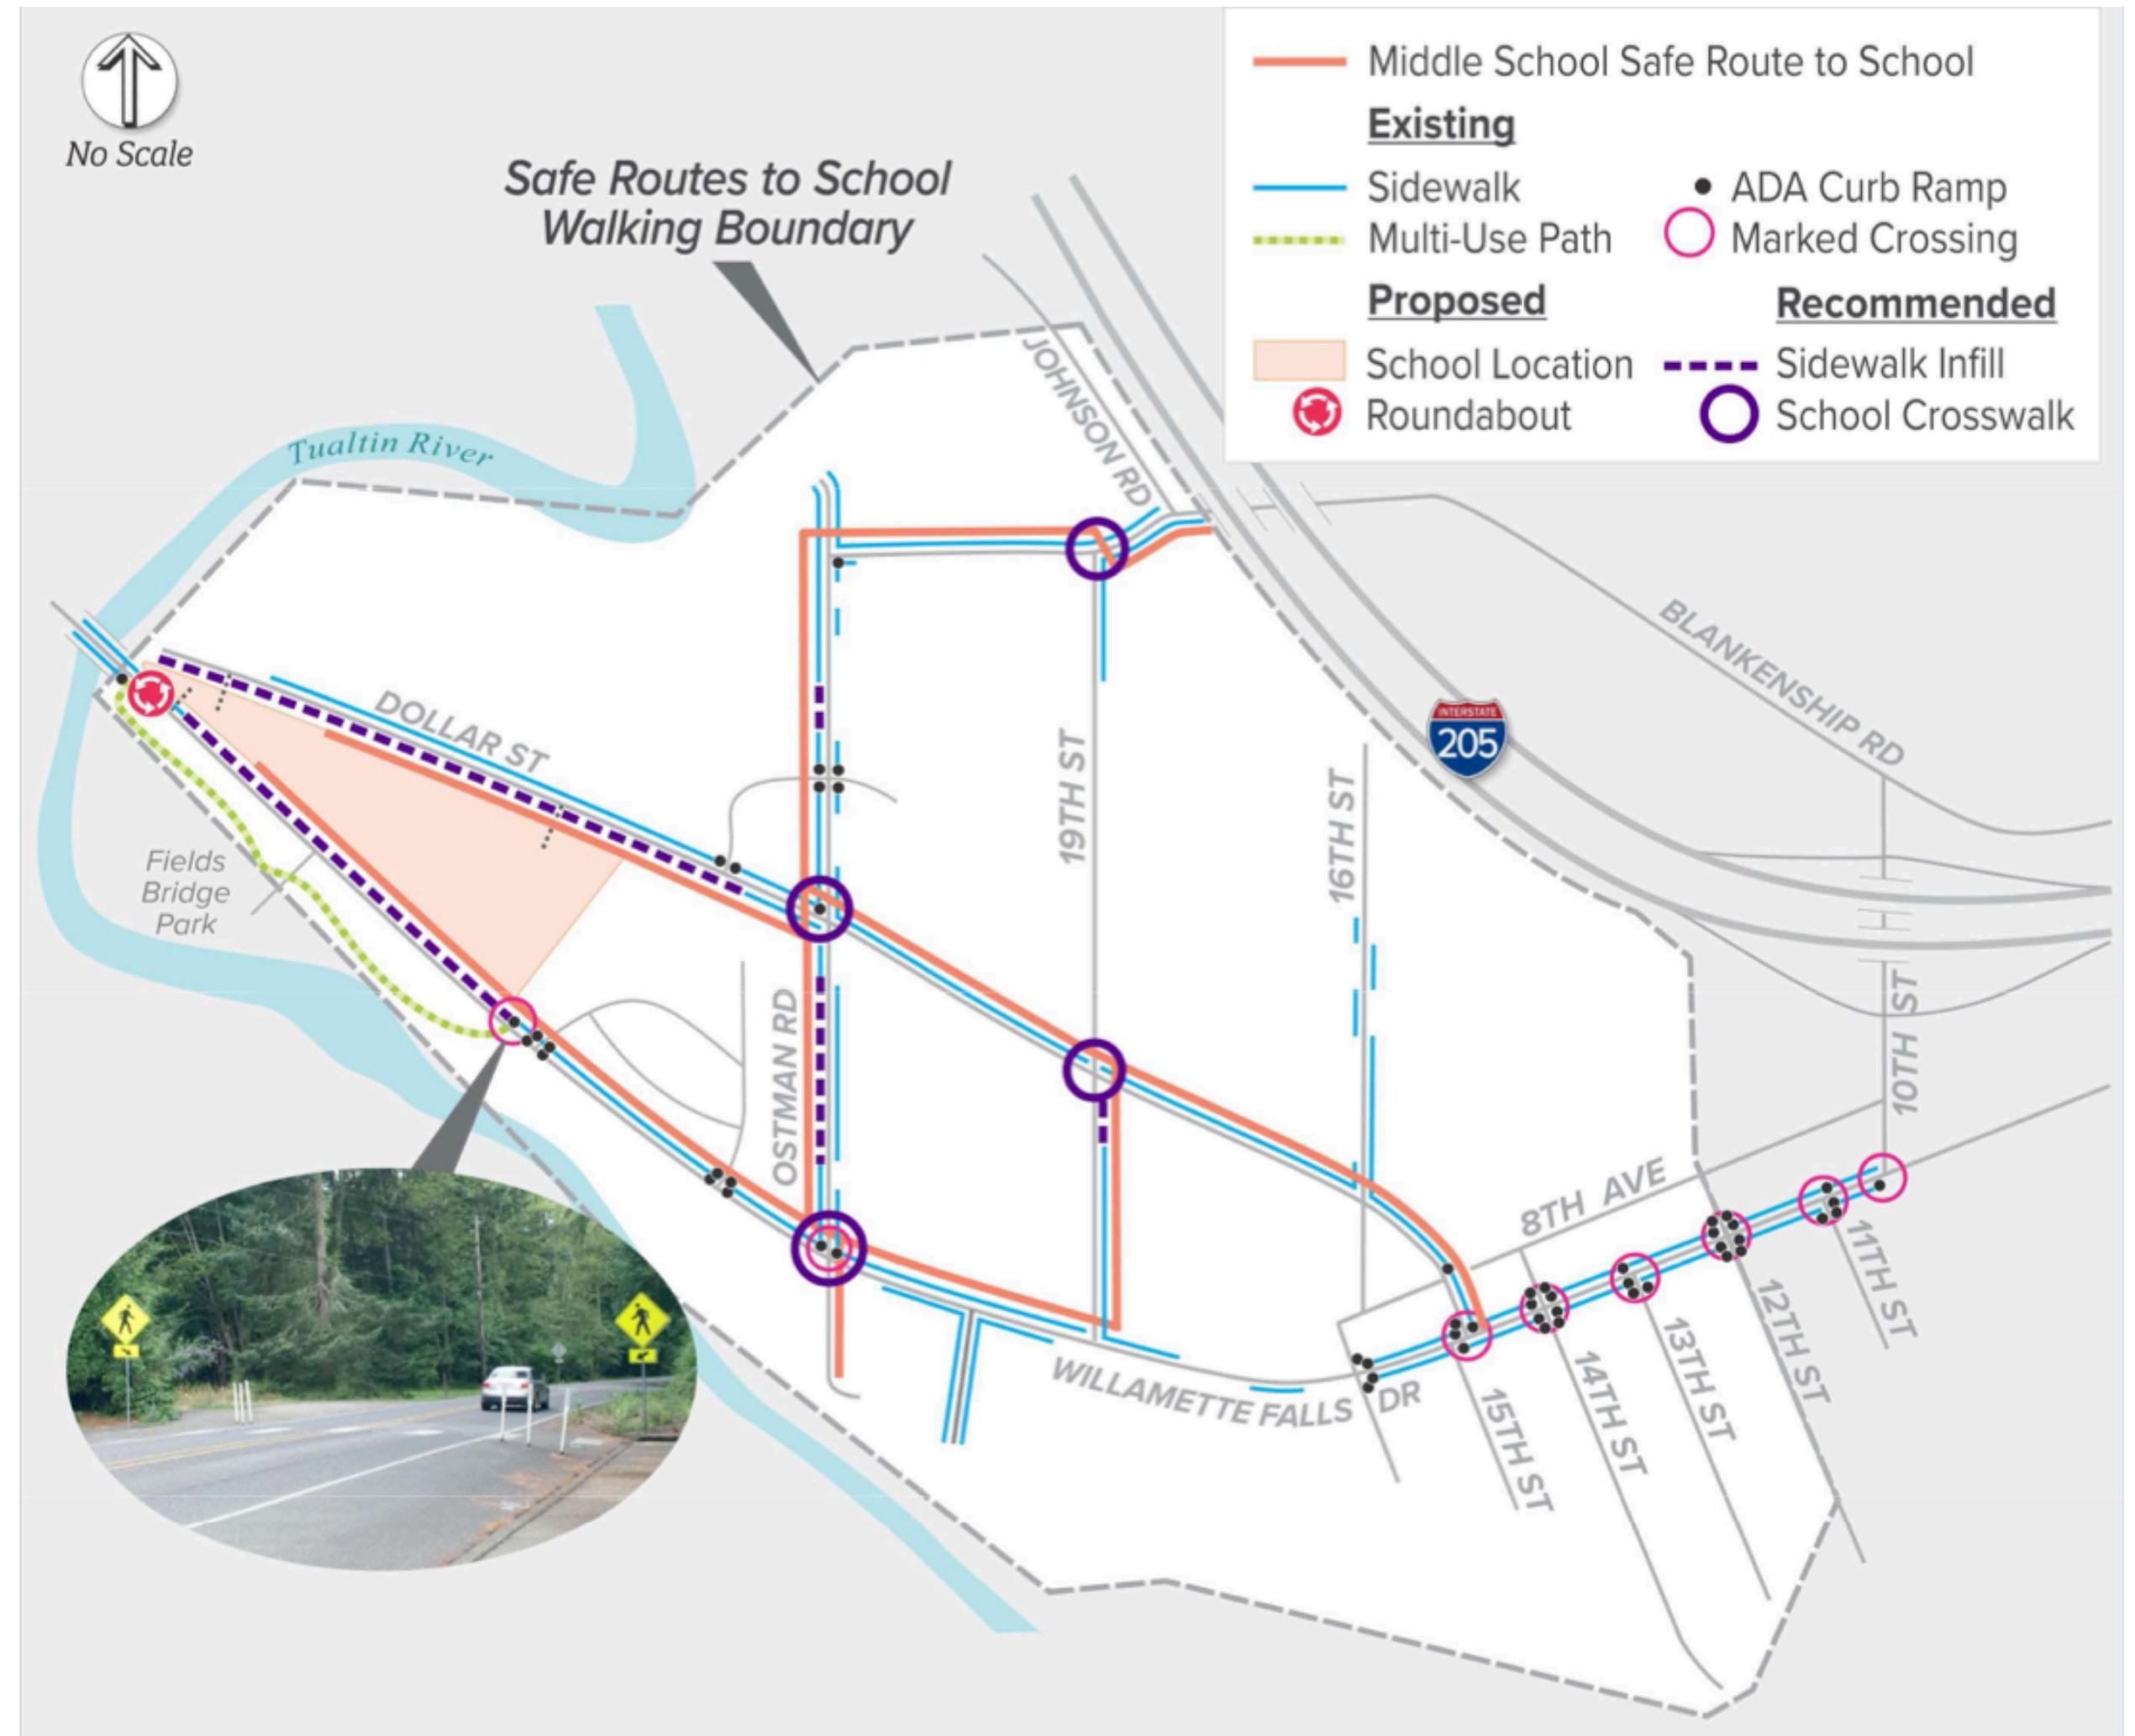 No Scale
Safe Routes to School
Walking Boundary
Middle School Safe Route to School
Existing
Sidewalk
ADA Curb Ramp
Multi-Use Path
Marked Crossing
Proposed
Recommended
School Location
Sidewalk Infill
Roundabout
School Crosswalk
Tualtin River
JOHNSON RD
BLANKENSHIP RD
DOLLAR ST
INTERSTATE
205
19TH ST
16TH ST
Fields
Bridge
Park
OSTMAN RD
10TH ST
8TH AVE
11TH ST
12TH ST
13TH ST
14TH ST
15TH ST
WILLAMETTE FALLS DR